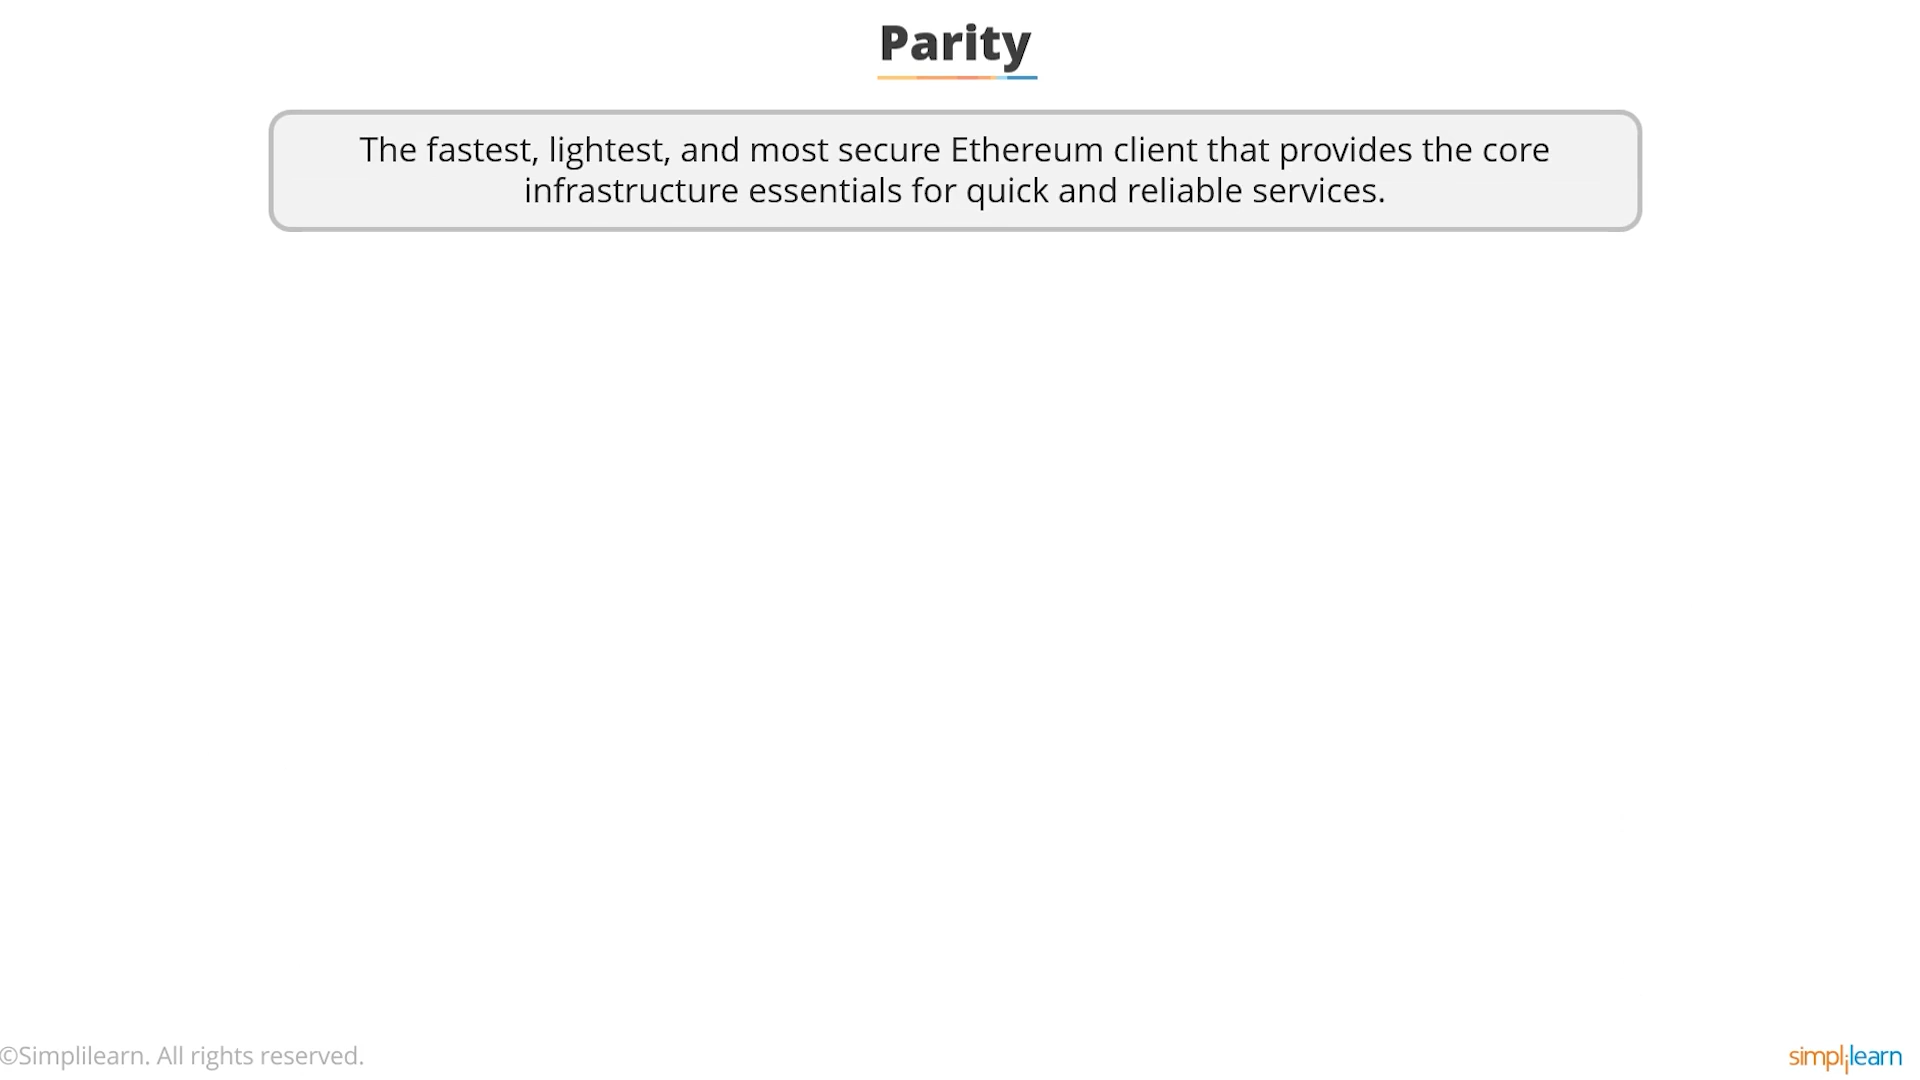 Parity
The fastest, lightest, and most secure Ethereum client that provides the core
infrastructure essentials for quick and reliable services.
©Simplilearn. All rights reserved.
simplilearn